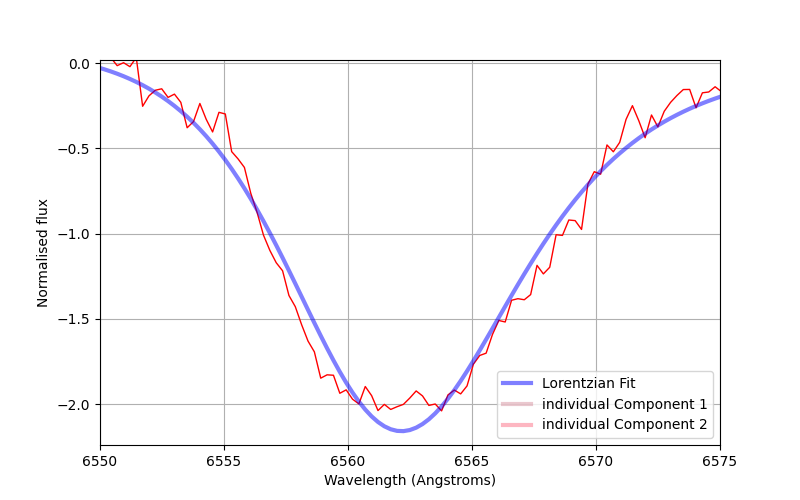 0.0
−0.5
−1.0
−1.5
−2.0
Normalised flux
6550 6555 6560 6565 6570 6575
Wavelength (Angstroms)
Lorentzian Fit
individual Component 1
individual Component 2